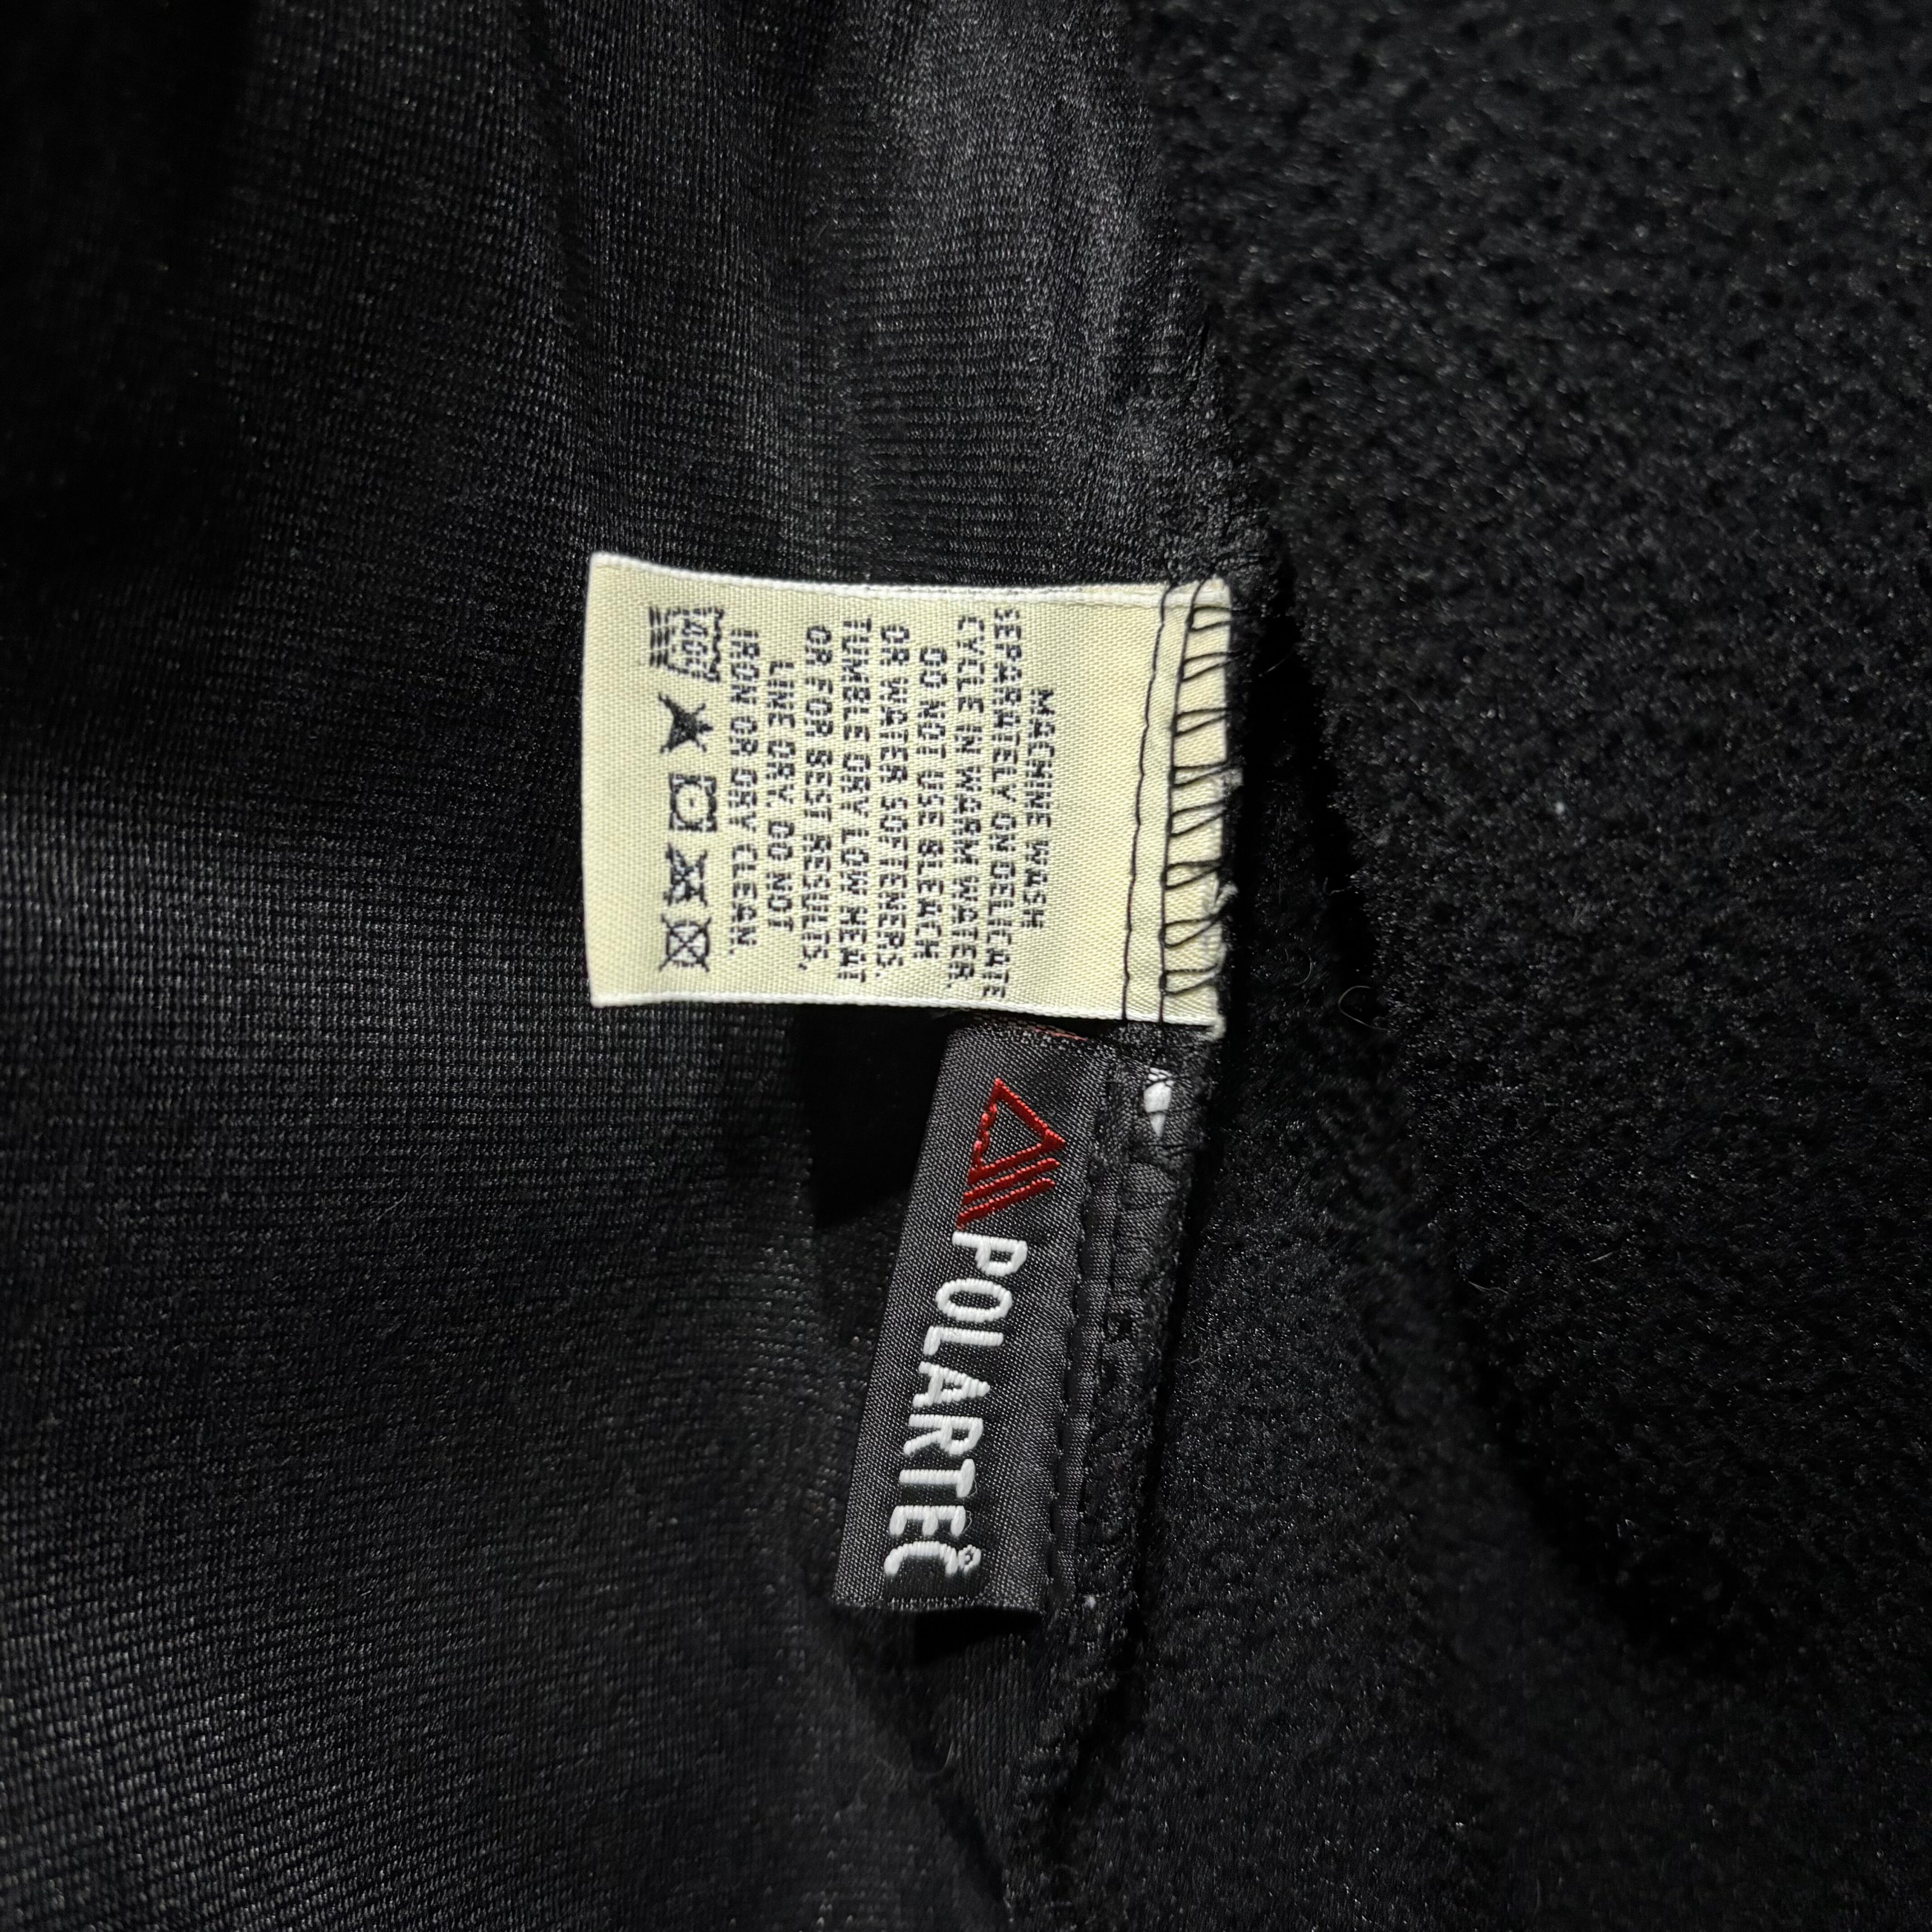 MACHINE WASH
SEPARATELY ON DELICATE
CYCLE IN WARM WATER.
DO NOT USE BLEACH
OR WATER SOFTENERS.
TUMBLE DRY LOW HEAT
OR FOR BEST RESULTS,
LINE DRY. DO NOT
IRON OR DRY CLEAN.
40
POLARTEC®